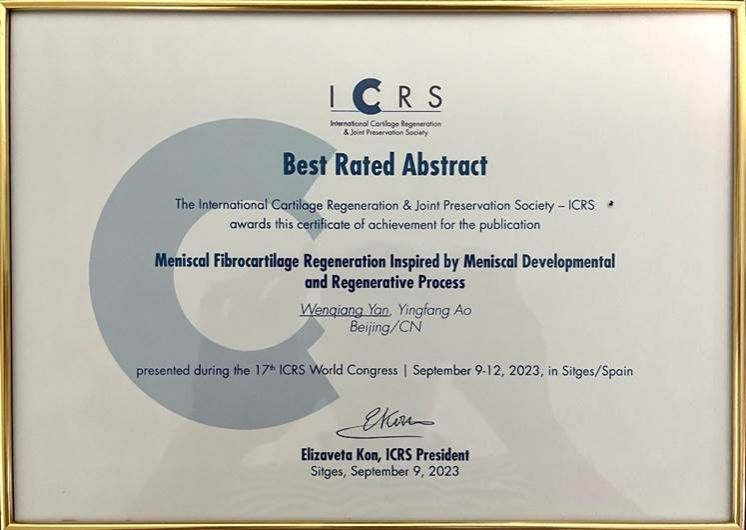 ICRS
International Cartilage Regeneration
& Joint Preservation Society
Best Rated Abstract
The International Cartilage Regeneration & Joint Preservation Society – ICRS
awards this certificate of achievement for the publication
Meniscal Fibrocartilage Regeneration Inspired by Meniscal Developmental
and Regenerative Process
Wenqiang Yan, Yingfang Ao
Beijing/CN
presented during the 17th ICRS World Congress | September 9-12, 2023, in Sitges/Spain
EKon
Elizaveta Kon, ICRS President
Sitges, September 9, 2023